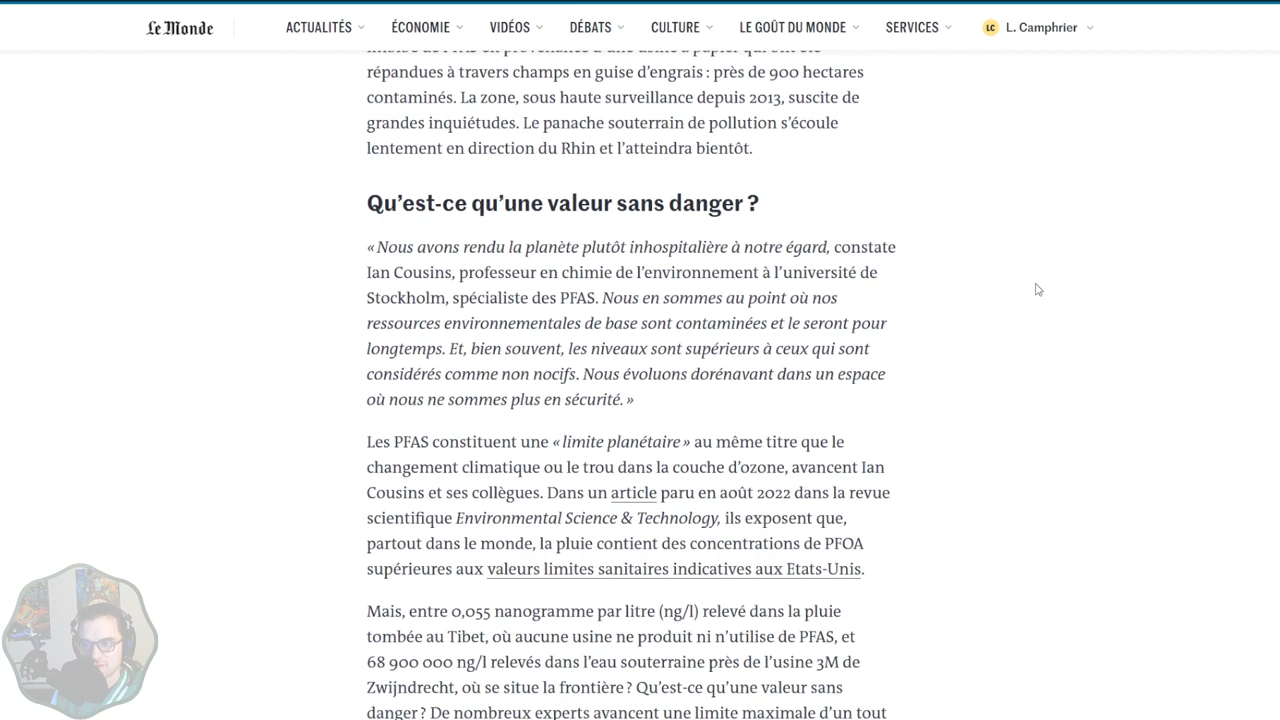 Le Monde
ACTUALITÉS
ÉCONOMIE
VIDÉOS
DÉBATS
CULTURE
LE GOÛT DU MONDE
SERVICES
LC
L. Camphrier
répandues à travers champs en guise d’engrais : près de 900 hectares
contaminés. La zone, sous haute surveillance depuis 2013, suscite de
grandes inquiétudes. Le panache souterrain de pollution s’écoule
lentement en direction du Rhin et l’atteindra bientôt.
Qu’est-ce qu’une valeur sans danger ?
« Nous avons rendu la planète plutôt inhospitalière à notre égard, constate
Ian Cousins, professeur en chimie de l’environnement à l’université de
Stockholm, spécialiste des PFAS. Nous en sommes au point où nos
ressources environnementales de base sont contaminées et le seront pour
longtemps. Et, bien souvent, les niveaux sont supérieurs à ceux qui sont
considérés comme non nocifs. Nous évoluons dorénavant dans un espace
où nous ne sommes plus en sécurité. »
Les PFAS constituent une « limite planétaire » au même titre que le
changement climatique ou le trou dans la couche d’ozone, avancent Ian
Cousins et ses collègues. Dans un article paru en août 2022 dans la revue
scientifique Environmental Science & Technology, ils exposent que,
partout dans le monde, la pluie contient des concentrations de PFOA
supérieures aux valeurs limites sanitaires indicatives aux Etats-Unis.
Mais, entre 0,055 nanogramme par litre (ng/l) relevé dans la pluie
tombée au Tibet, où aucune usine ne produit ni n’utilise de PFAS, et
68 900 000 ng/l relevés dans l’eau souterraine près de l’usine 3M de
Zwijndrecht, où se situe la frontière ? Qu’est-ce qu’une valeur sans
danger ? De nombreux experts avancent une limite maximale d’un tout